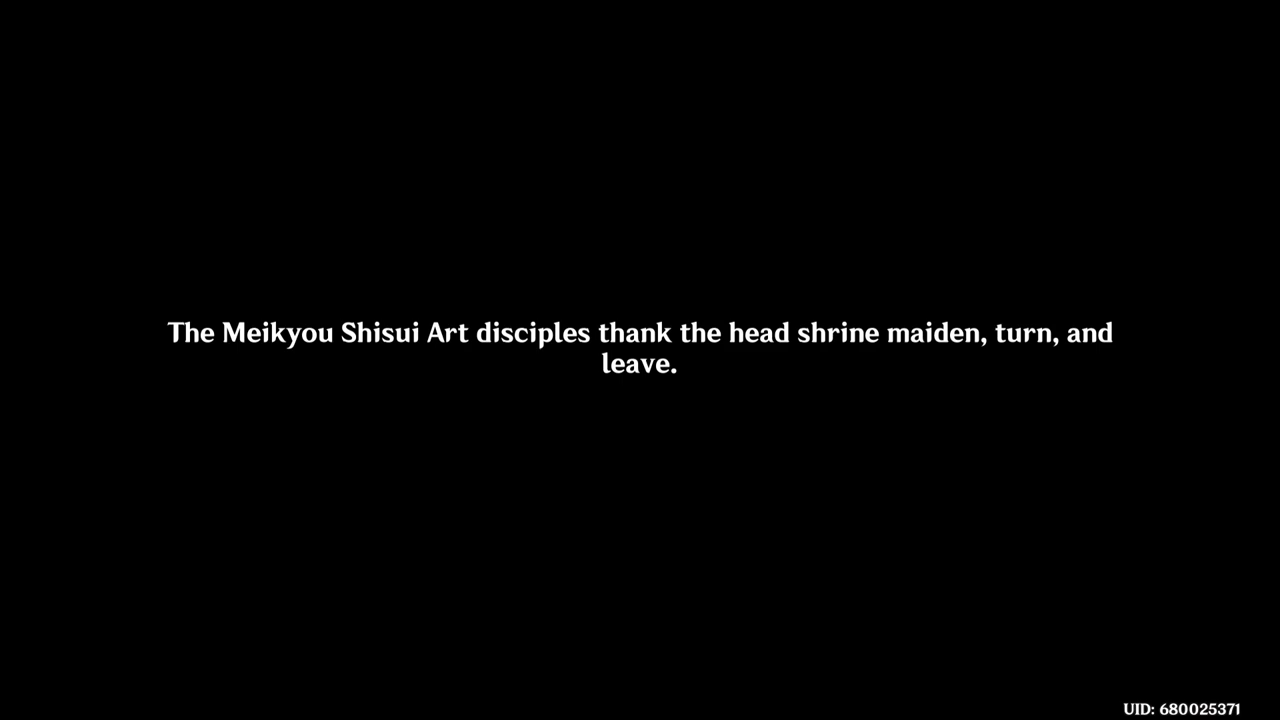 The Meikyou Shisui Art disciples thank the head shrine maiden, turn, and
leave.
UID: 680025371